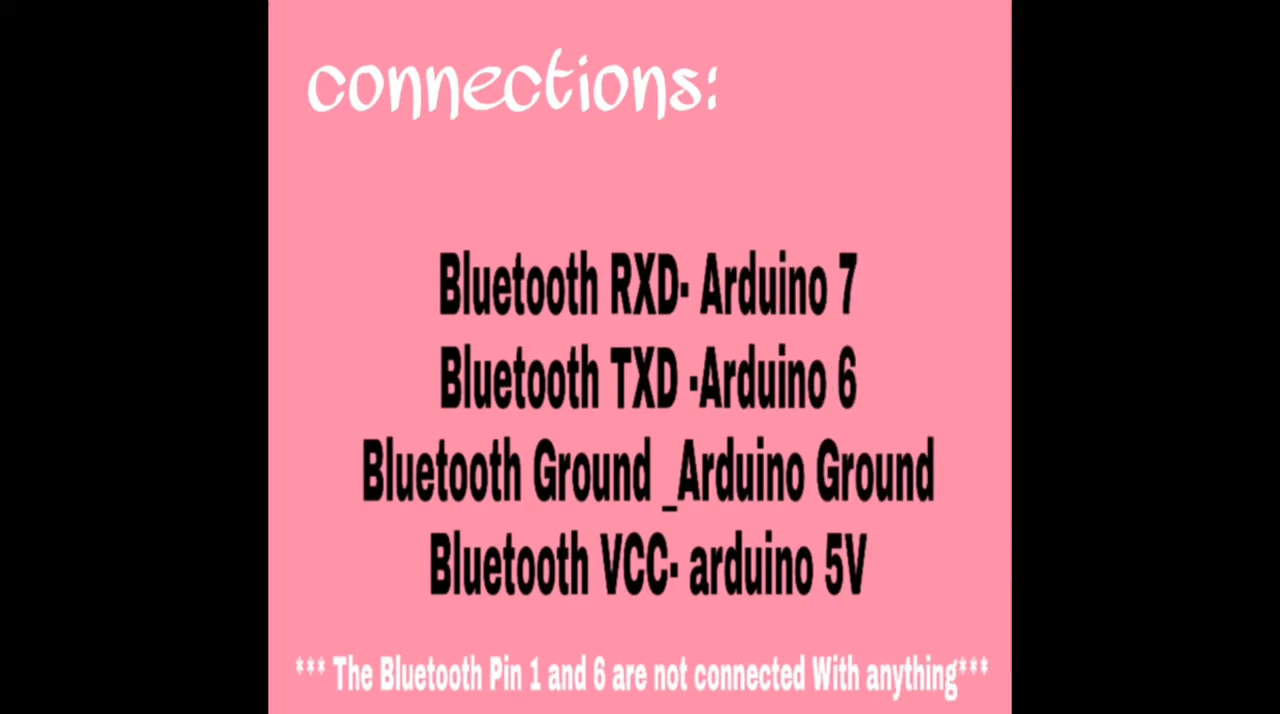 connections:
Bluetooth RXD- Arduino 7
Bluetooth TXD -Arduino 6
Bluetooth Ground _Arduino Ground
Bluetooth VCC- arduino 5V
*** The Bluetooth Pin 1 and 6 are not connected With anything***